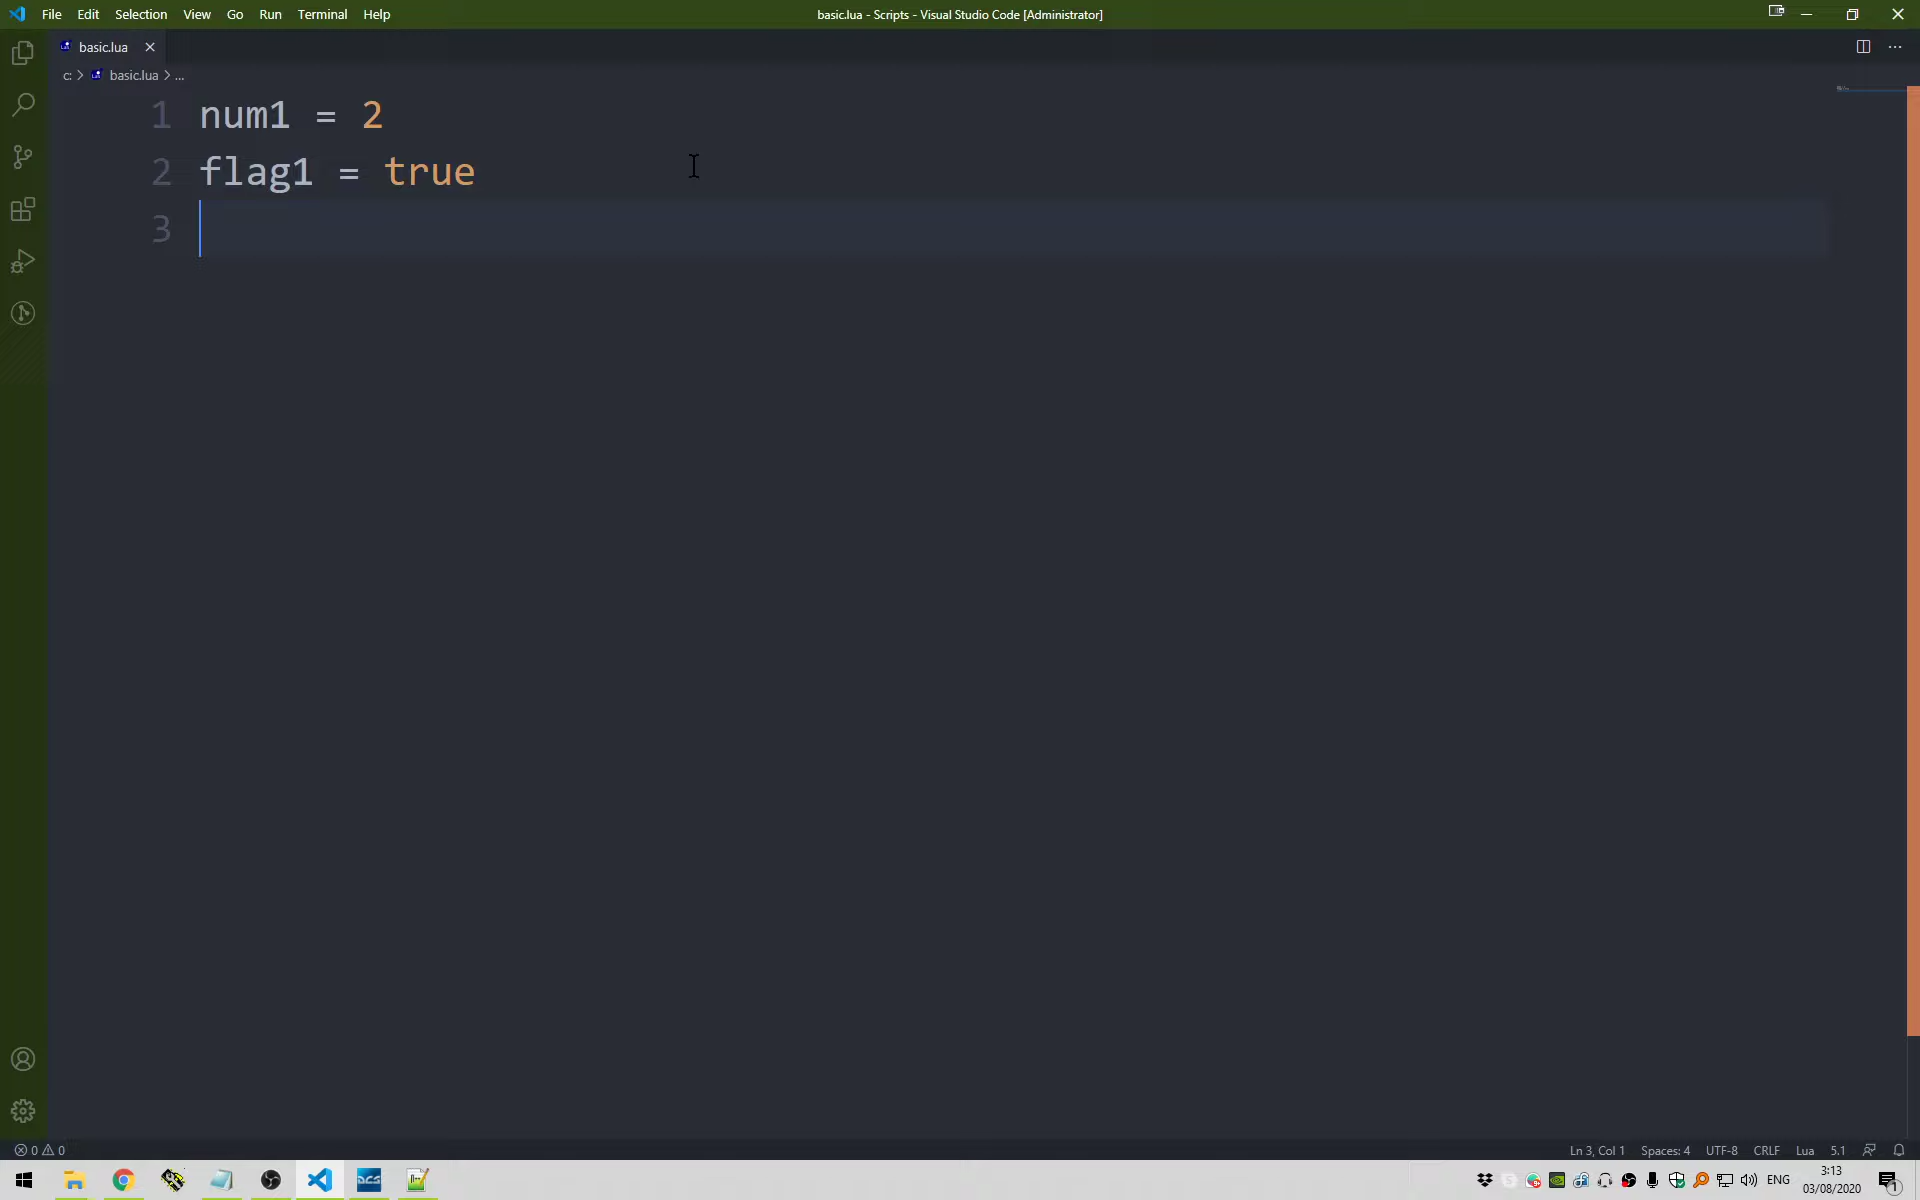 File Edit Selection View Go Run Terminal Help
basic.lua - Scripts - Visual Studio Code [Administrator]
basic.lua
c: > basic.lua > ...
1 num1 = 2
2 flag1 = true
3
0 0
Ln 3, Col 1 Spaces: 4 UTF-8 CRLF Lua 5.1
DCS
ENG
3:13
03/08/2020
1